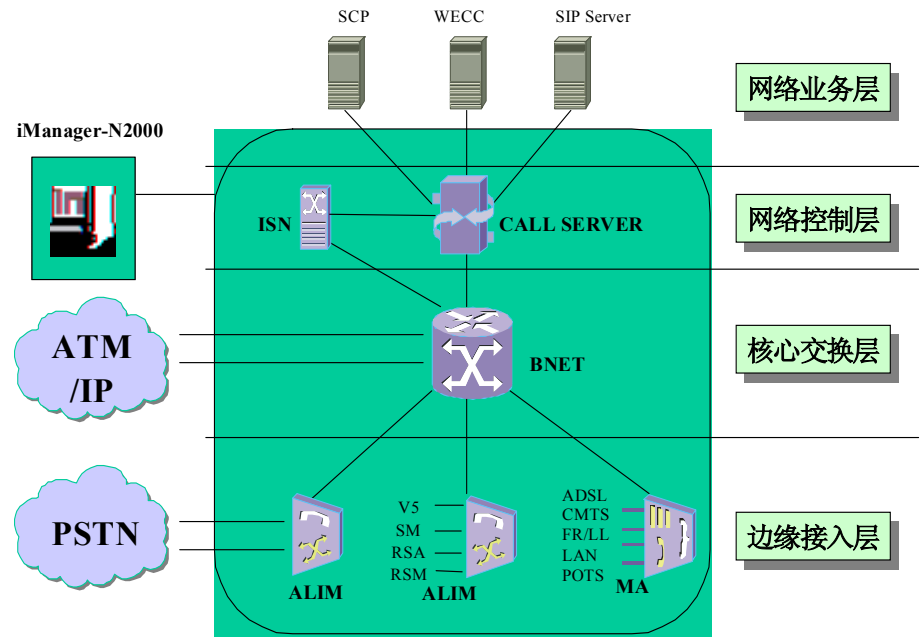 SCP
WECC
SIP Server
网络业务层
iManager-N2000
ISN
CALL SERVER
网络控制层
ATM
/IP
BNET
核心交换层
PSTN
ALIM
V5
SM
RSA
RSM
ALIM
ADSL
CMTS
FR/LL
LAN
POTS
MA
边缘接入层